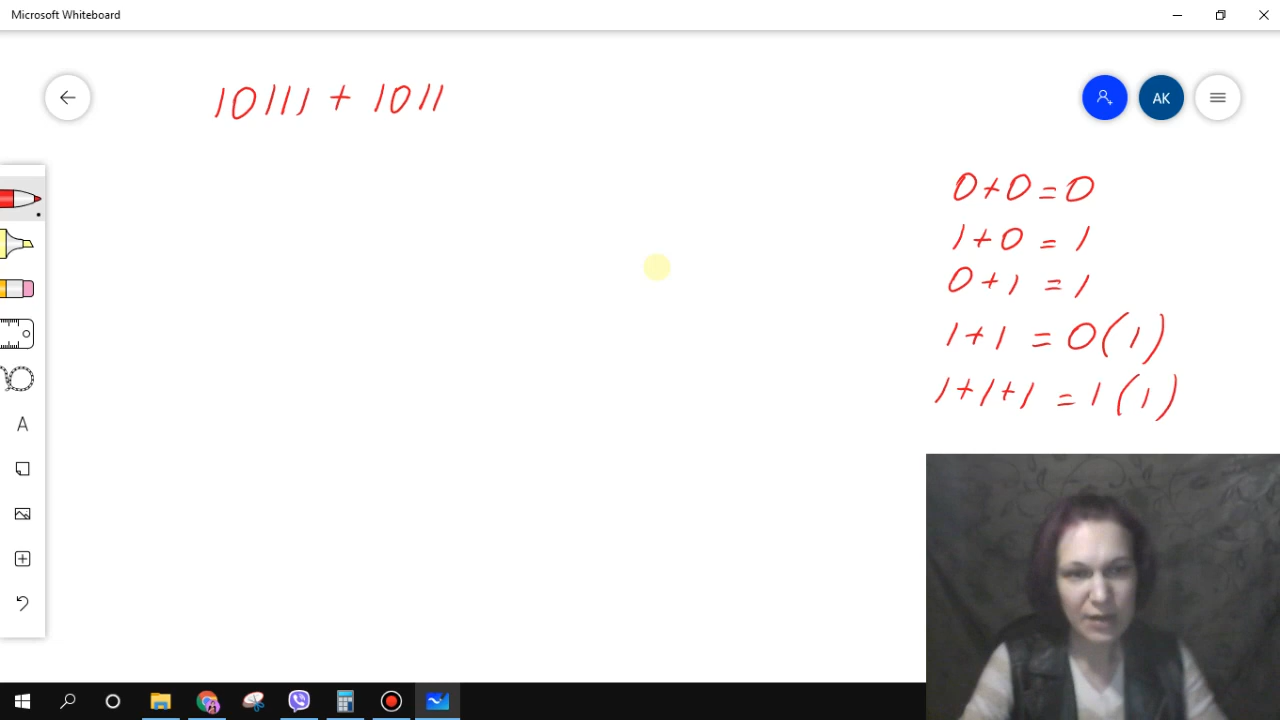 Microsoft Whiteboard
10111 + 1011
AK
0+0=0
1+0=1
0+1=1
1+1=0(1)
1+1+1=1(1)
A